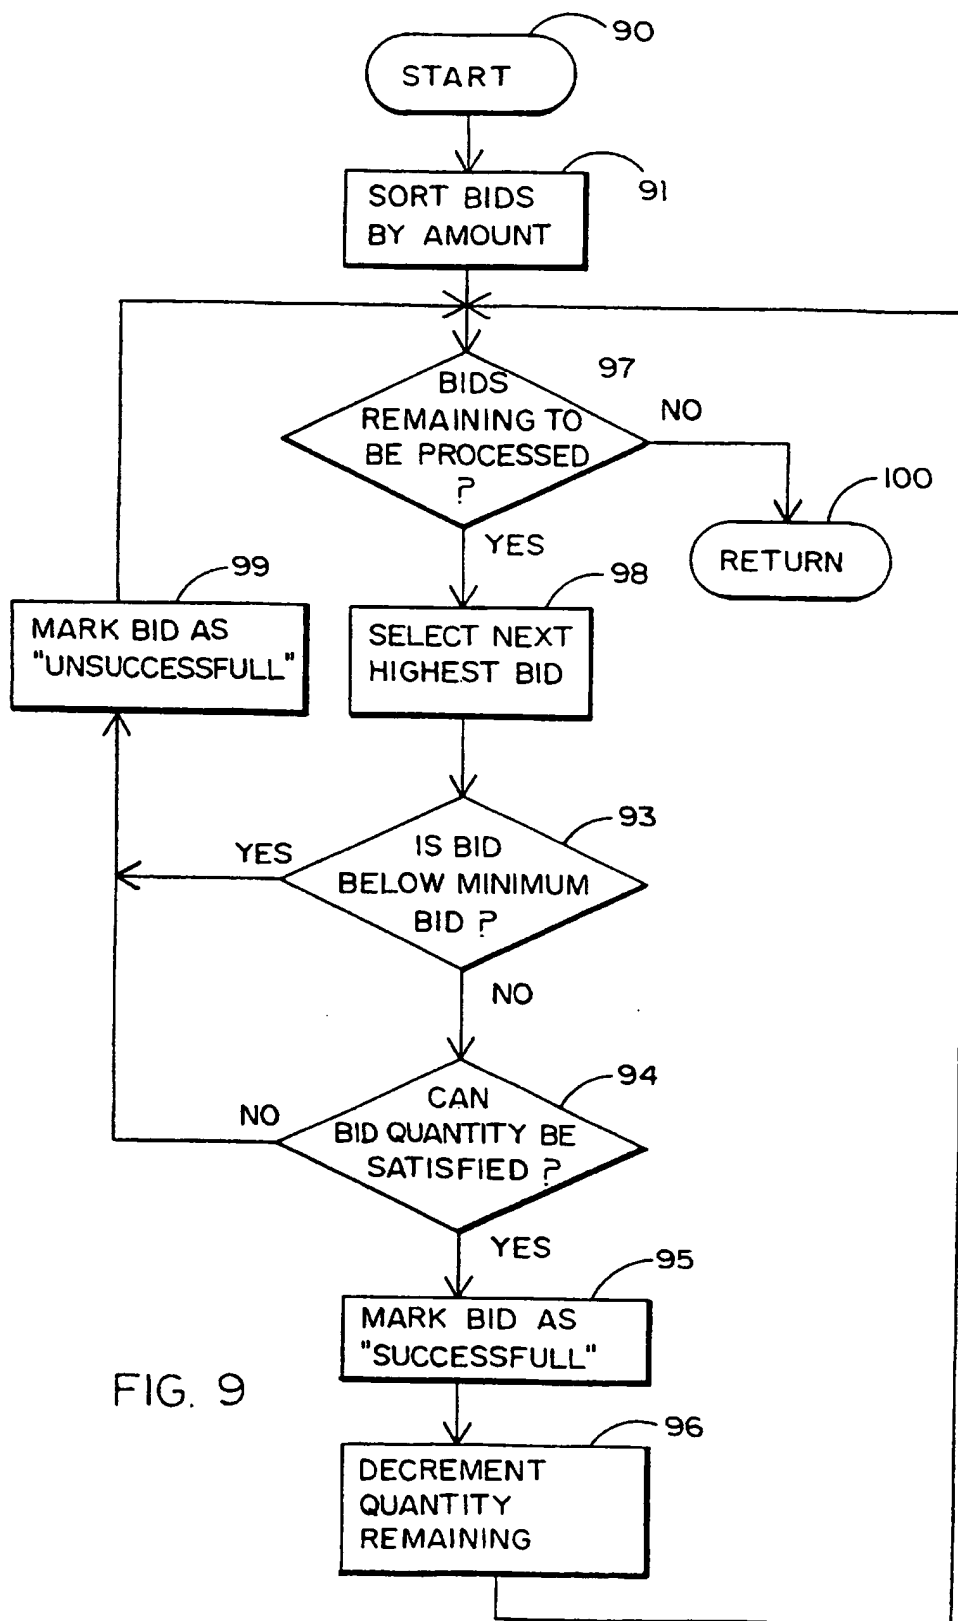 90
START
91
SORT BIDS
BY AMOUNT
97
BIDS
REMAINING TO
BE PROCESSED
?
NO
100
RETURN
YES
99
MARK BID AS
"UNSUCCESSFULL"
98
SELECT NEXT
HIGHEST BID
93
YES
IS BID
BELOW MINIMUM
BID ?
NO
94
NO
CAN
BID QUANTITY BE
SATISFIED ?
YES
95
MARK BID AS
"SUCCESSFULL"
FIG. 9
96
DECREMENT
QUANTITY
REMAINING